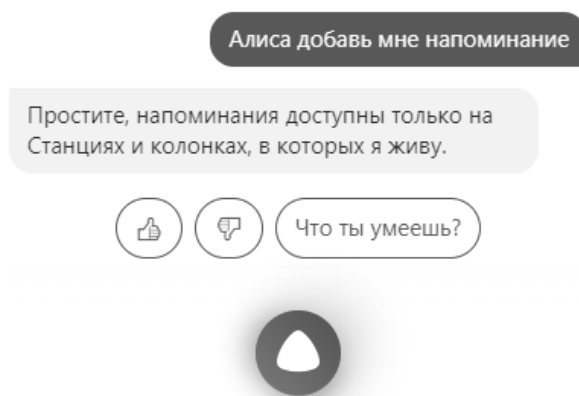 Алиса добавь мне напоминание
Простите, напоминания доступны только на
Станциях и колонках, в которых я живу.
Что ты умеешь?